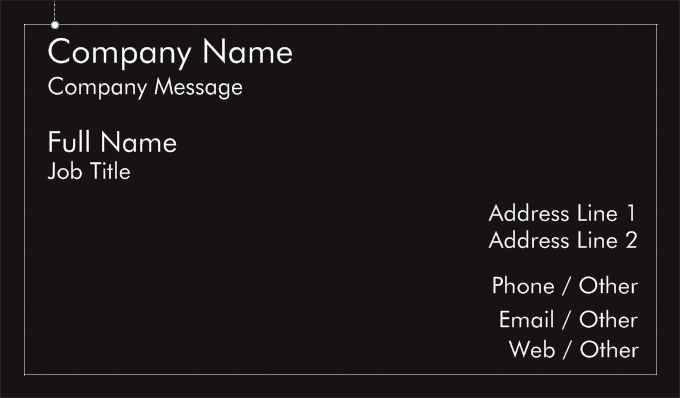 Company Name
Company Message
Full Name
Job Title
Address Line 1
Address Line 2
Phone / Other
Email / Other
Web / Other